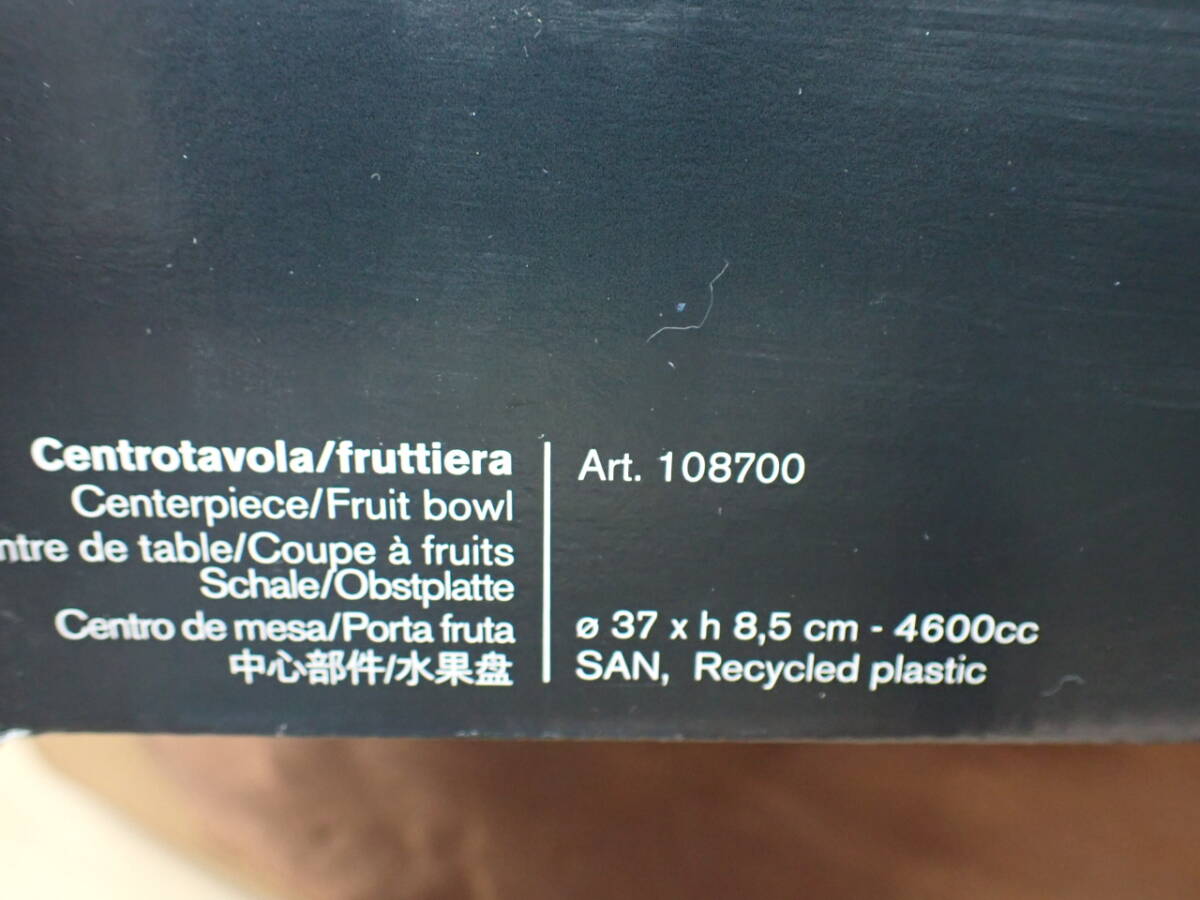 Centrotavola/fruttiera
Centerpiece/Fruit bowl
de table/Coupe à fruits
Schale/Obstplatte
Centro de mesa/Porta fruta
中心部件/水果盘
Art. 108700
ø 37 x h 8,5 cm - 4600cc
SAN, Recycled plastic